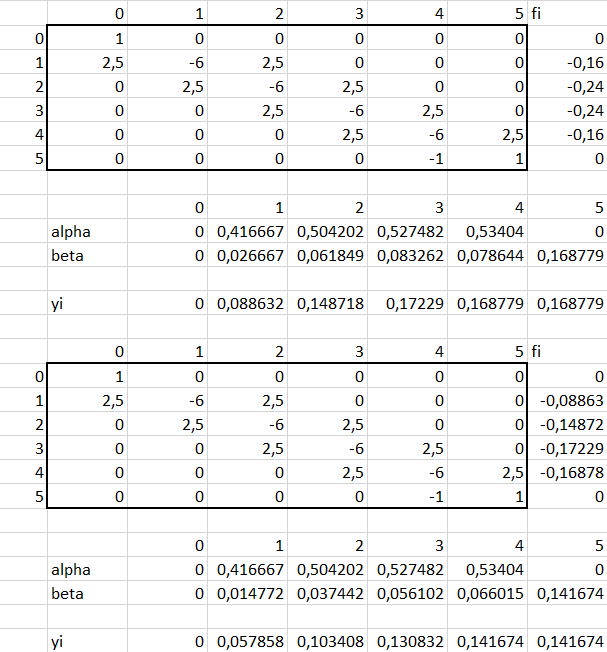 0 1 2 3 4 5 fi
0 1 0 0 0 0 0 0
1 2,5 -6 2,5 0 0 0 -0,16
2 0 2,5 -6 2,5 0 0 -0,24
3 0 0 2,5 -6 2,5 0 -0,24
4 0 0 0 2,5 -6 2,5 -0,16
5 0 0 0 0 -1 1 0
0 1 2 3 4 5
alpha 0 0,416667 0,504202 0,527482 0,53404 0
beta 0 0,026667 0,061849 0,083262 0,078644 0,168779
yi 0 0,088632 0,148718 0,17229 0,168779 0,168779
0 1 2 3 4 5 fi
0 1 0 0 0 0 0 0
1 2,5 -6 2,5 0 0 0 -0,08863
2 0 2,5 -6 2,5 0 0 -0,14872
3 0 0 2,5 -6 2,5 0 -0,17229
4 0 0 0 2,5 -6 2,5 -0,16878
5 0 0 0 0 -1 1 0
0 1 2 3 4 5
alpha 0 0,416667 0,504202 0,527482 0,53404 0
beta 0 0,014772 0,037442 0,056102 0,066015 0,141674
yi 0 0,057858 0,103408 0,130832 0,141674 0,141674